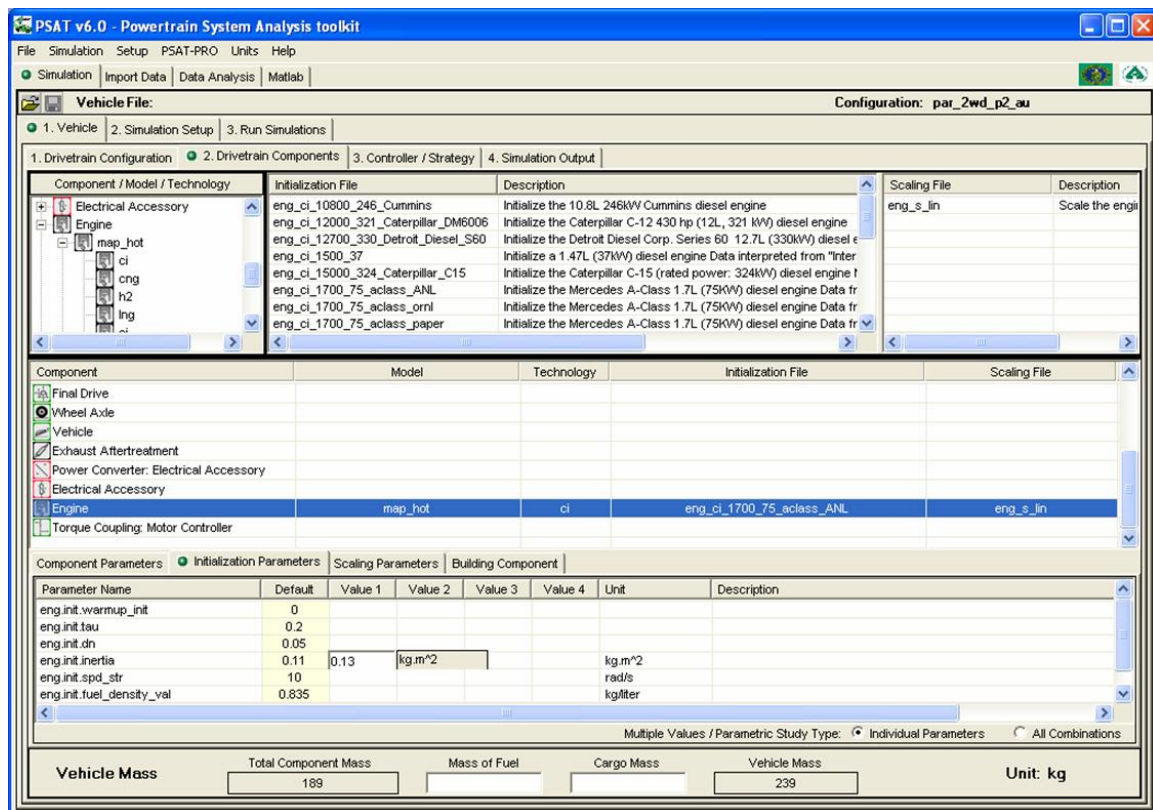 PSAT v6.0 - Powertrain System Analysis toolkit
File Simulation Setup PSAT-PRO Units Help
Simulation Import Data Data Analysis Matlab
Vehicle File: Configuration: par_2wd_p2_au
1. Vehicle 2. Simulation Setup 3. Run Simulations
1. Drivetrain Configuration 2. Drivetrain Components 3. Controller / Strategy 4. Simulation Output
Component / Model / Technology Initialization File Description Scaling File Description
Electrical Accessory eng_ci_10800_246_Cummins Initialize the 10.8L 246kW Cummins diesel engine eng_s_lin Scale the engi
Engine eng_ci_12000_321_Caterpillar_DM6006 Initialize the Caterpillar C-12 430 hp (12L, 321 kW) diesel engine
map_hot eng_ci_12700_330_Detroit_Diesel_S60 Initialize the Detroit Diesel Corp. Series 60 12.7L (330kW) diesel e
ci eng_ci_1500_37 Initialize a 1.47L (37kW) diesel engine Data interpreted from "Inter
cng eng_ci_15000_324_Caterpillar_C15 Initialize the Caterpillar C-15 (rated power: 324kW) diesel engine
h2 eng_ci_1700_75_aclass_ANL Initialize the Mercedes A-Class 1.7L (75KW) diesel engine Data fr
lng eng_ci_1700_75_aclass_ornl Initialize the Mercedes A-Class 1.7L (75KW) diesel engine Data fr
eng_ci_1700_75_aclass_paper Initialize the Mercedes A-Class 1.7L (75KW) diesel engine Data fr
Component Model Technology Initialization File Scaling File
Final Drive
Wheel Axle
Vehicle
Exhaust Aftertreatment
Power Converter: Electrical Accessory
Electrical Accessory
Engine map_hot ci eng_ci_1700_75_aclass_ANL eng_s_lin
Torque Coupling: Motor Controller
Component Parameters Initialization Parameters Scaling Parameters Building Component
Parameter Name Default Value 1 Value 2 Value 3 Value 4 Unit Description
eng.init.warmup_init 0
eng.init.tau 0.2
eng.init.dn 0.05
eng.init.inertia 0.11 0.13 kg.m^2 kg.m^2
eng.init.spd_str 10 rad/s
eng.init.fuel_density_val 0.835 kg/liter
Multiple Values / Parametric Study Type: Individual Parameters All Combinations
Vehicle Mass Total Component Mass Mass of Fuel Cargo Mass Vehicle Mass Unit: kg
189 239